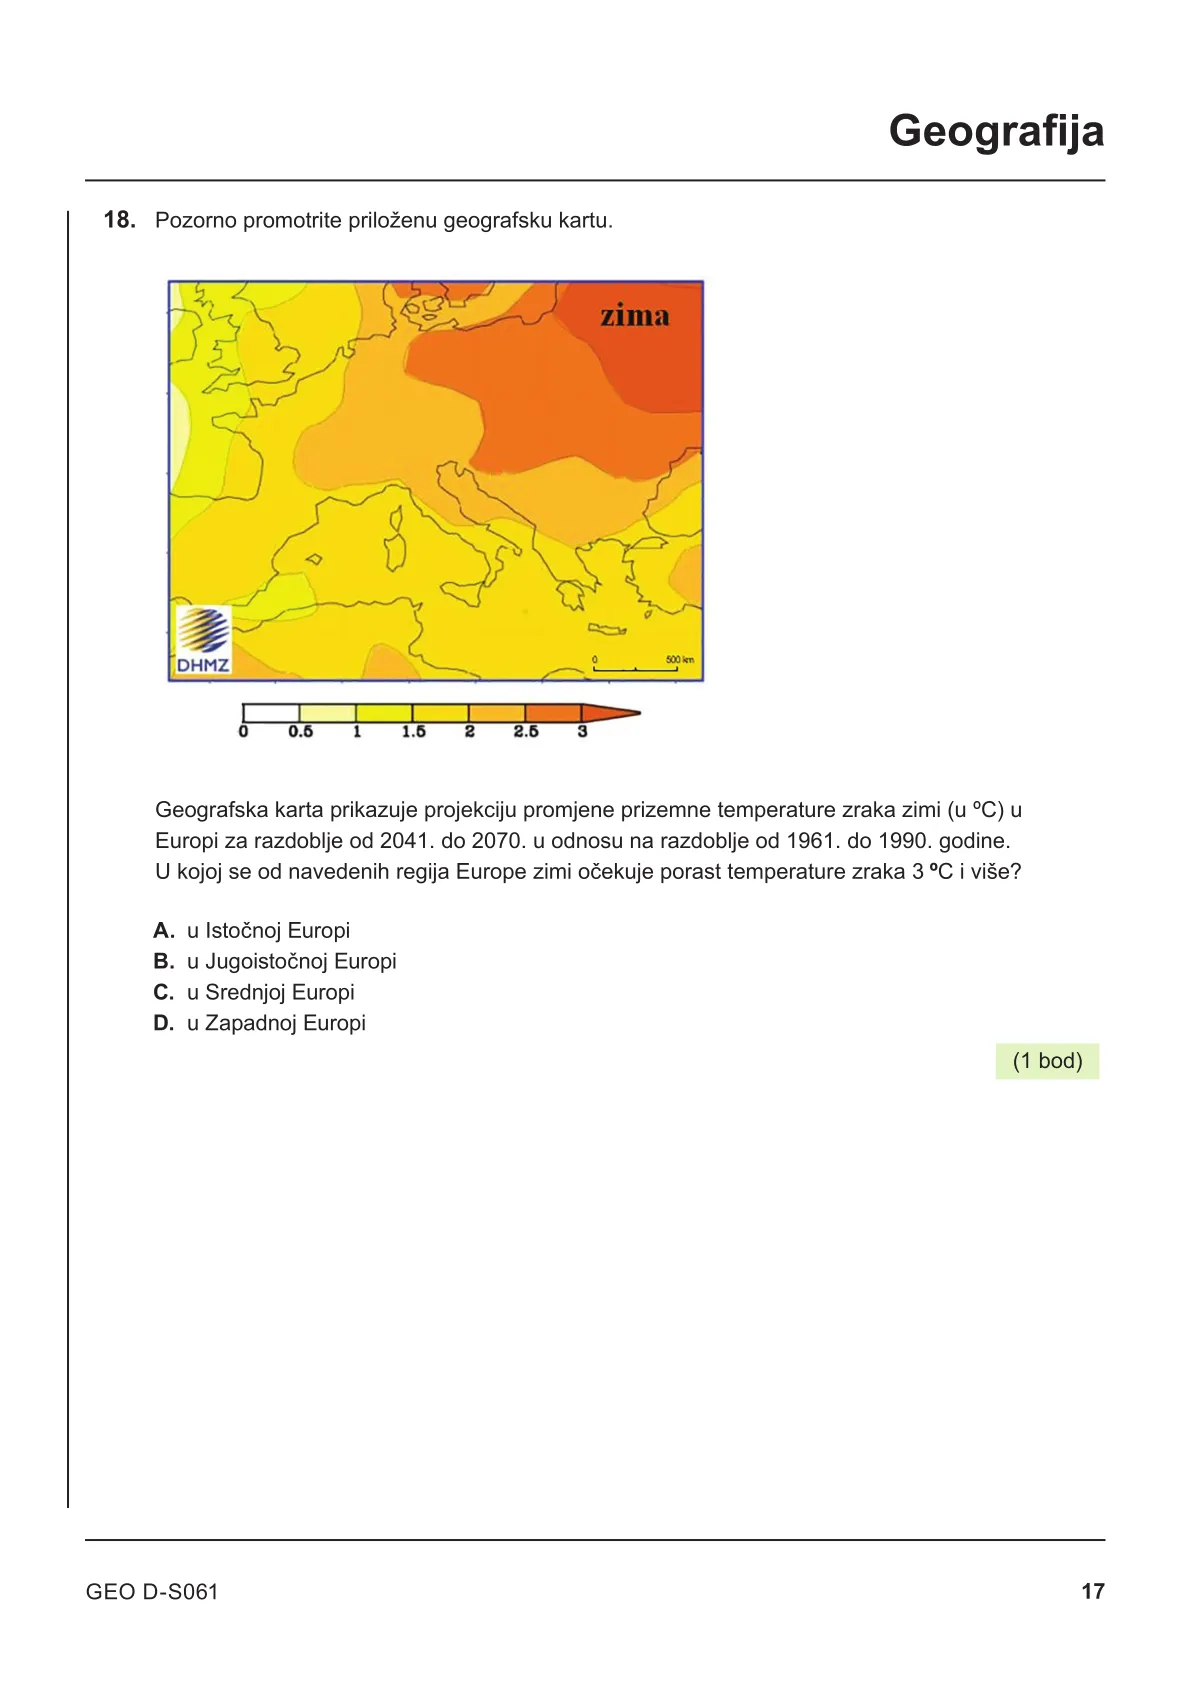 Geografija
18. Pozorno promotrite priloženu geografsku kartu.
zima
DHMZ
0 500 km
0 0.5 1 1.5 2 2.5 3
Geografska karta prikazuje projekciju promjene prizemne temperature zraka zimi (u ºC) u
Europi za razdoblje od 2041. do 2070. u odnosu na razdoblje od 1961. do 1990. godine.
U kojoj se od navedenih regija Europe zimi očekuje porast temperature zraka 3 ºC i više?
A. u Istočnoj Europi
B. u Jugoistočnoj Europi
C. u Srednjoj Europi
D. u Zapadnoj Europi
(1 bod)
GEO D-S061
17